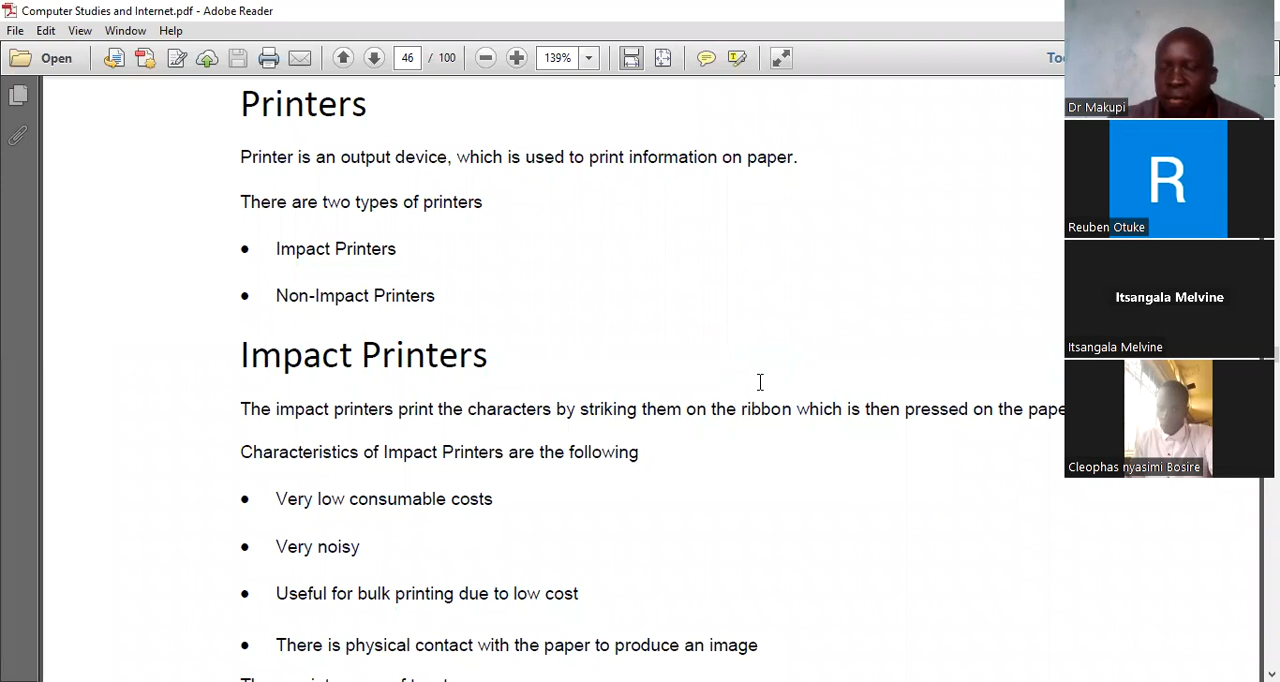 Computer Studies and Internet.pdf - Adobe Reader
File Edit View Window Help
Open 46 / 100 139%
Printers
Printer is an output device, which is used to print information on paper.
There are two types of printers
• Impact Printers
• Non-Impact Printers
Impact Printers
The impact printers print the characters by striking them on the ribbon which is then pressed on the
Characteristics of Impact Printers are the following
• Very low consumable costs
• Very noisy
• Useful for bulk printing due to low cost
• There is physical contact with the paper to produce an image
Dr Makupi
R
Reuben Otuke
Itsangala Melvine
Itsangala Melvine
Cleophas nyasimi Bosire